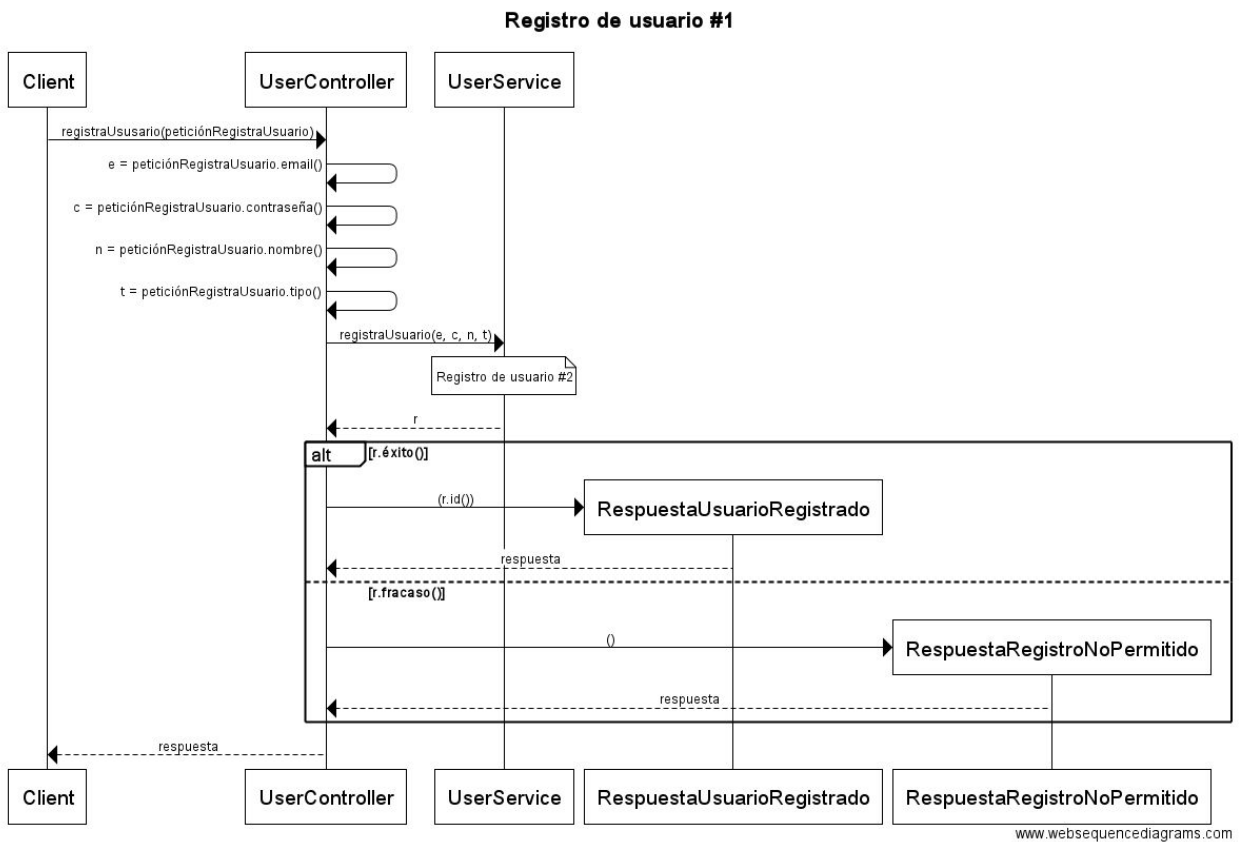 Registro de usuario #1
Client
UserController
UserService
registraUsusario(peticiónRegistraUsuario)
e = peticiónRegistraUsuario.email()
c = peticiónRegistraUsuario.contraseña()
n = peticiónRegistraUsuario.nombre()
t = peticiónRegistraUsuario.tipo()
registraUsuario(e, c, n, t)
Registro de usuario #2
r
alt
[r.éxito()]
(r.id())
RespuestaUsuarioRegistrado
respuesta
[r.fracaso()]
()
RespuestaRegistroNoPermitido
respuesta
respuesta
Client
UserController
UserService
RespuestaUsuarioRegistrado
RespuestaRegistroNoPermitido
www.websequencediagrams.com